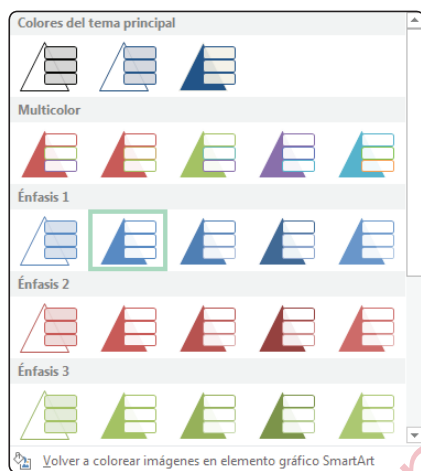 Colores del tema principal
Multicolor
Énfasis 1
Énfasis 2
Énfasis 3
Volver a colorear imágenes en elemento gráfico SmartArt